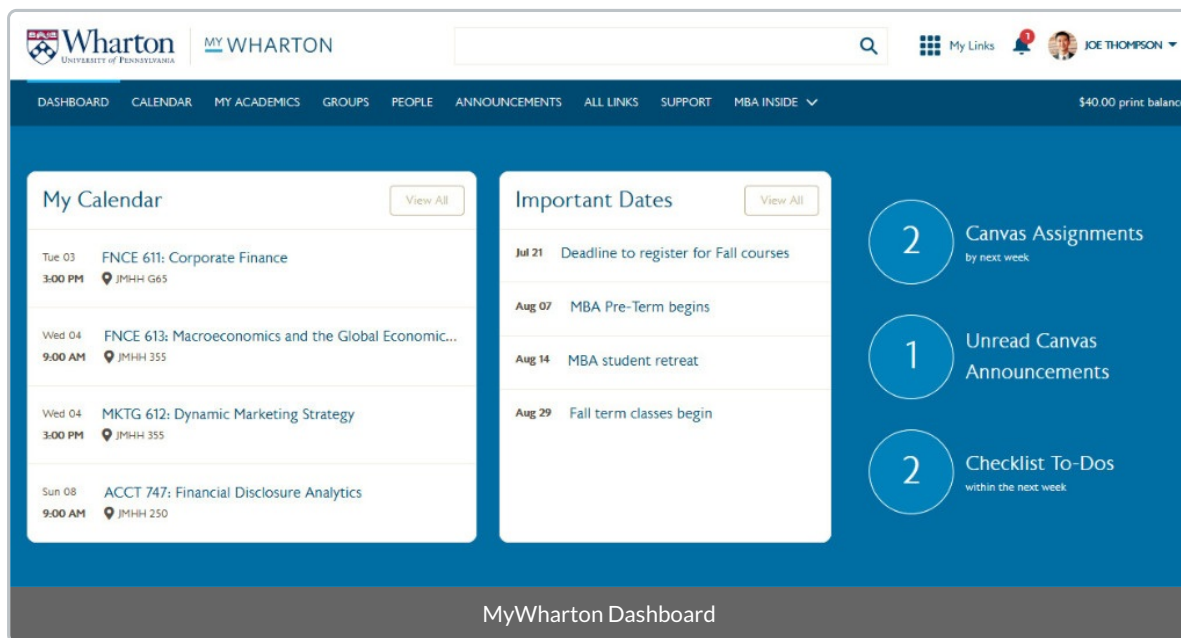 Wharton
UNIVERSITY of PENNSYLVANIA
MY WHARTON
My Links
1
JOE THOMPSON
DASHBOARD CALENDAR MY ACADEMICS GROUPS PEOPLE ANNOUNCEMENTS ALL LINKS SUPPORT MBA INSIDE $40.00 print balanc
My Calendar
View All
Tue 03 FNCE 611: Corporate Finance
3:00 PM JMHH G65
Wed 04 FNCE 613: Macroeconomics and the Global Economic...
9:00 AM JMHH 355
Wed 04 MKTG 612: Dynamic Marketing Strategy
3:00 PM JMHH 355
Sun 08 ACCT 747: Financial Disclosure Analytics
9:00 AM JMHH 250
Important Dates
View All
Jul 21 Deadline to register for Fall courses
Aug 07 MBA Pre-Term begins
Aug 14 MBA student retreat
Aug 29 Fall term classes begin
2
Canvas Assignments
by next week
1
Unread Canvas
Announcements
2
Checklist To-Dos
within the next week
MyWharton Dashboard